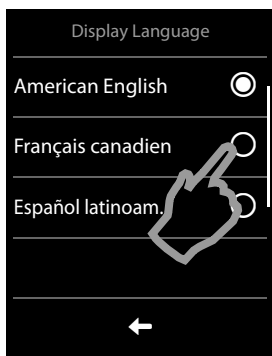 Display Language
American English
Français canadien
Español latinoam.